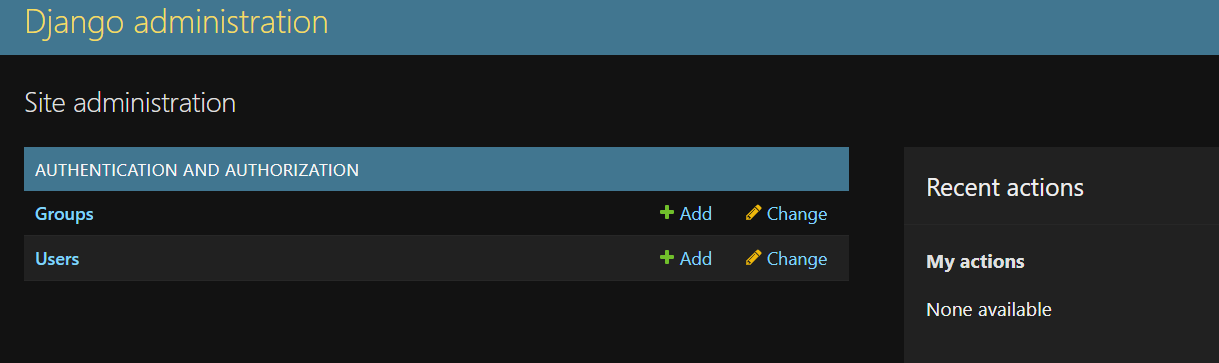 Django administration
Site administration
AUTHENTICATION AND AUTHORIZATION
Groups Add Change
Users Add Change
Recent actions
My actions
None available